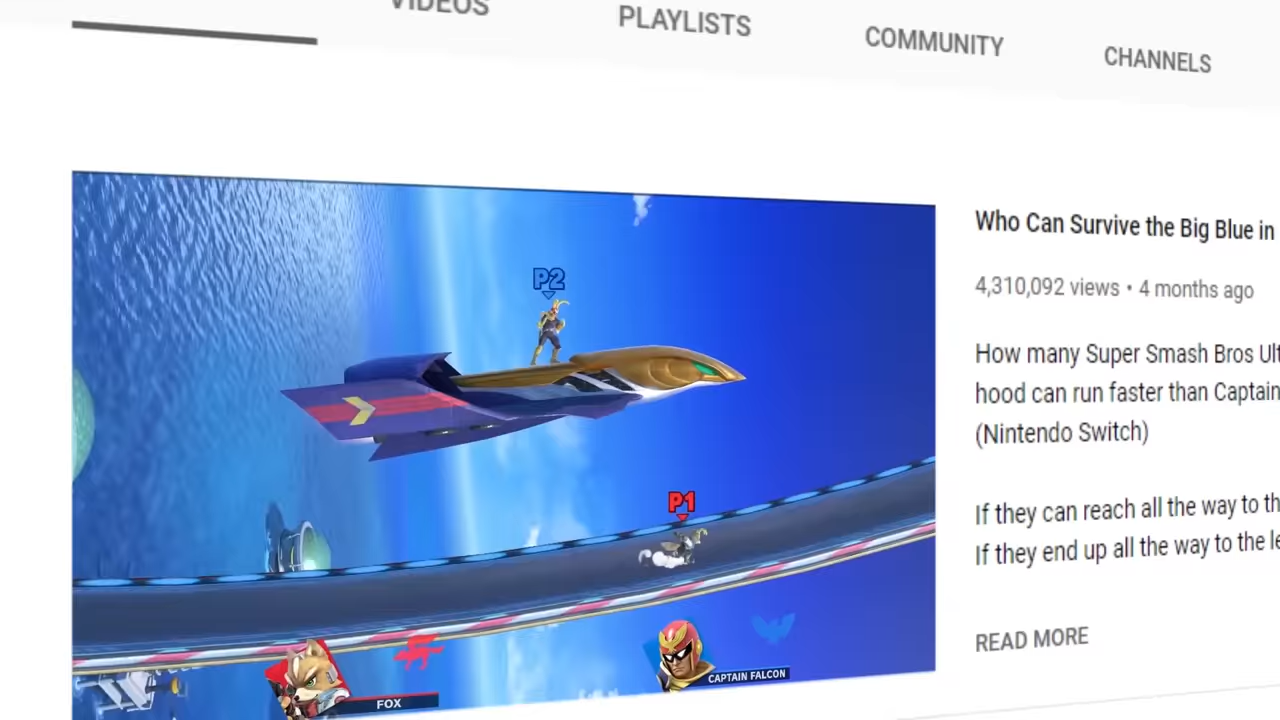 VIDEOS
PLAYLISTS
COMMUNITY
CHANNELS
P2
P1
FOX
CAPTAIN FALCON
Who Can Survive the Big Blue in
4,310,092 views • 4 months ago
How many Super Smash Bros Ult
hood can run faster than Captain
(Nintendo Switch)
If they can reach all the way to th
If they end up all the way to the le
READ MORE